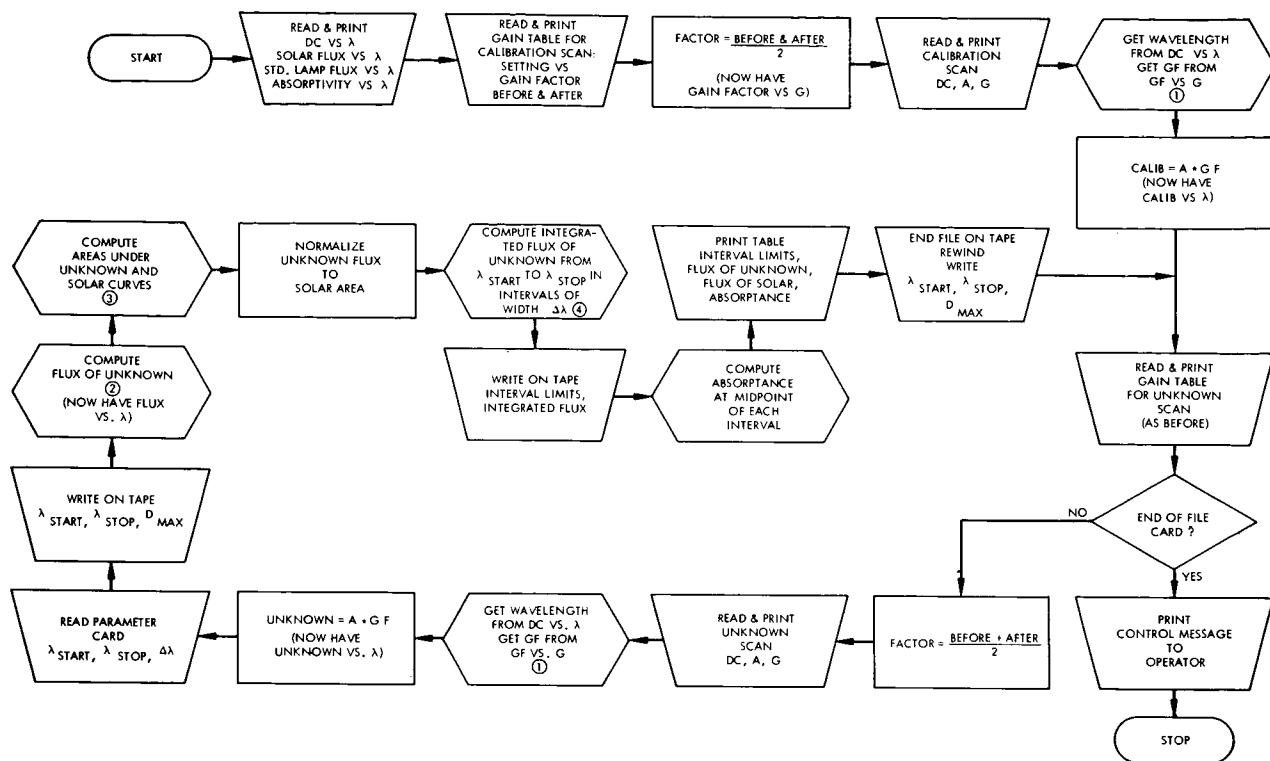 START
READ & PRINT
DC VS λ
SOLAR FLUX VS λ
STD. LAMP FLUX VS λ
ABSORPTIVITY VS λ
READ & PRINT
GAIN TABLE FOR
CALIBRATION SCAN:
SETTING VS
GAIN FACTOR
BEFORE & AFTER
FACTOR = BEFORE & AFTER
2
(NOW HAVE
GAIN FACTOR VS G)
READ & PRINT
CALIBRATION
SCAN
DC, A, G
GET WAVELENGTH
FROM DC VS λ
GET GF FROM
GF VS G
①
CALIB = A * G F
(NOW HAVE
CALIB VS λ)
COMPUTE
AREAS UNDER
UNKNOWN AND
SOLAR CURVES
③
NORMALIZE
UNKNOWN FLUX
TO
SOLAR AREA
COMPUTE INTEGRA-
TED FLUX OF
UNKNOWN FROM
λ START TO λ STOP IN
INTERVALS OF
WIDTH Δλ ④
PRINT TABLE
INTERVAL LIMITS,
FLUX OF UNKNOWN,
FLUX OF SOLAR,
ABSORPTANCE
END FILE ON TAPE
REWIND
WRITE
λ START, λ STOP,
D MAX
COMPUTE
FLUX OF UNKNOWN
②
(NOW HAVE FLUX
VS. λ)
WRITE ON TAPE
INTERVAL LIMITS,
INTEGRATED FLUX
COMPUTE
ABSORPTANCE
AT MIDPOINT
OF EACH
INTERVAL
READ & PRINT
GAIN TABLE
FOR UNKNOWN
SCAN
(AS BEFORE)
WRITE ON TAPE
λ START, λ STOP, D MAX
NO
END OF FILE
CARD ?
YES
READ PARAMETER
CARD
λ START, λ STOP, Δλ
UNKNOWN = A * G F
(NOW HAVE
UNKNOWN VS. λ)
GET WAVELENGTH
FROM DC VS. λ
GET GF FROM
GF VS. G
①
READ & PRINT
UNKNOWN
SCAN
DC, A, G
FACTOR = BEFORE + AFTER
2
PRINT
CONTROL MESSAGE
TO
OPERATOR
STOP